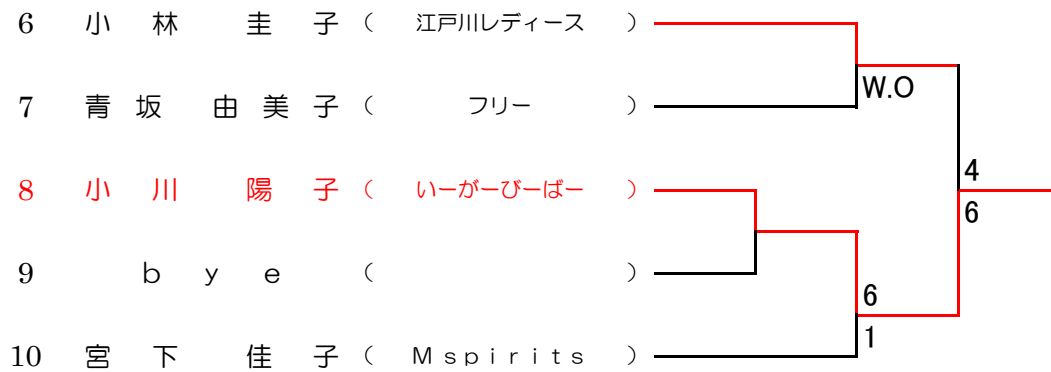 6 小林 圭子 ( 江戸川レディース )
W.O
7 青坂 由美子 ( フリー )
4
8 小川 陽子 ( いーがーびーばー )
6
9 bye ( )
6
1
10 宮下 佳子 ( Mspirits )